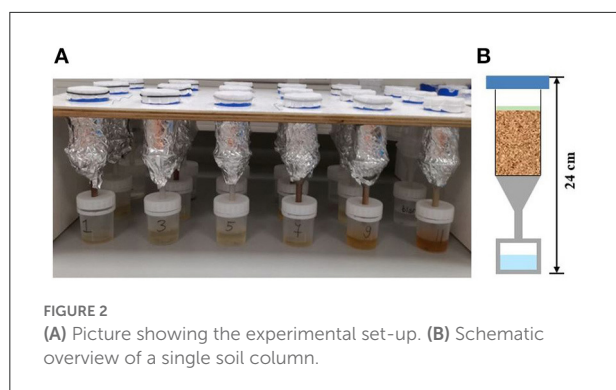 A
B
1
3
5
7
9
11
24 cm
FIGURE 2
(A) Picture showing the experimental set-up. (B) Schematic
overview of a single soil column.